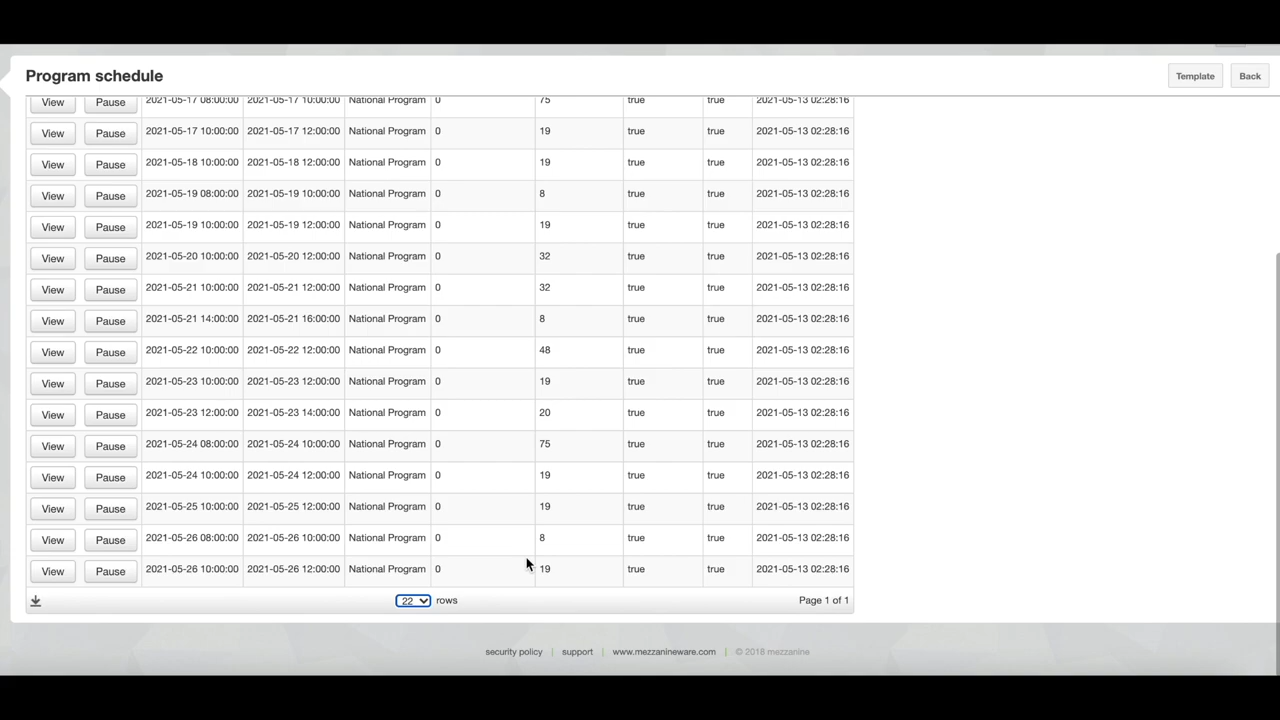 Program schedule Template Back
View Pause 2021-05-17 08:00:00 2021-05-17 10:00:00 National Program 0 75 true true 2021-05-13 02:28:16
View Pause 2021-05-17 10:00:00 2021-05-17 12:00:00 National Program 0 19 true true 2021-05-13 02:28:16
View Pause 2021-05-18 10:00:00 2021-05-18 12:00:00 National Program 0 19 true true 2021-05-13 02:28:16
View Pause 2021-05-19 08:00:00 2021-05-19 10:00:00 National Program 0 8 true true 2021-05-13 02:28:16
View Pause 2021-05-19 10:00:00 2021-05-19 12:00:00 National Program 0 19 true true 2021-05-13 02:28:16
View Pause 2021-05-20 10:00:00 2021-05-20 12:00:00 National Program 0 32 true true 2021-05-13 02:28:16
View Pause 2021-05-21 10:00:00 2021-05-21 12:00:00 National Program 0 32 true true 2021-05-13 02:28:16
View Pause 2021-05-21 14:00:00 2021-05-21 16:00:00 National Program 0 8 true true 2021-05-13 02:28:16
View Pause 2021-05-22 10:00:00 2021-05-22 12:00:00 National Program 0 48 true true 2021-05-13 02:28:16
View Pause 2021-05-23 10:00:00 2021-05-23 12:00:00 National Program 0 19 true true 2021-05-13 02:28:16
View Pause 2021-05-23 12:00:00 2021-05-23 14:00:00 National Program 0 20 true true 2021-05-13 02:28:16
View Pause 2021-05-24 08:00:00 2021-05-24 10:00:00 National Program 0 75 true true 2021-05-13 02:28:16
View Pause 2021-05-24 10:00:00 2021-05-24 12:00:00 National Program 0 19 true true 2021-05-13 02:28:16
View Pause 2021-05-25 10:00:00 2021-05-25 12:00:00 National Program 0 19 true true 2021-05-13 02:28:16
View Pause 2021-05-26 08:00:00 2021-05-26 10:00:00 National Program 0 8 true true 2021-05-13 02:28:16
View Pause 2021-05-26 10:00:00 2021-05-26 12:00:00 National Program 0 19 true true 2021-05-13 02:28:16
22 rows Page 1 of 1
security policy | support | www.mezzanineware.com | © 2018 mezzanine